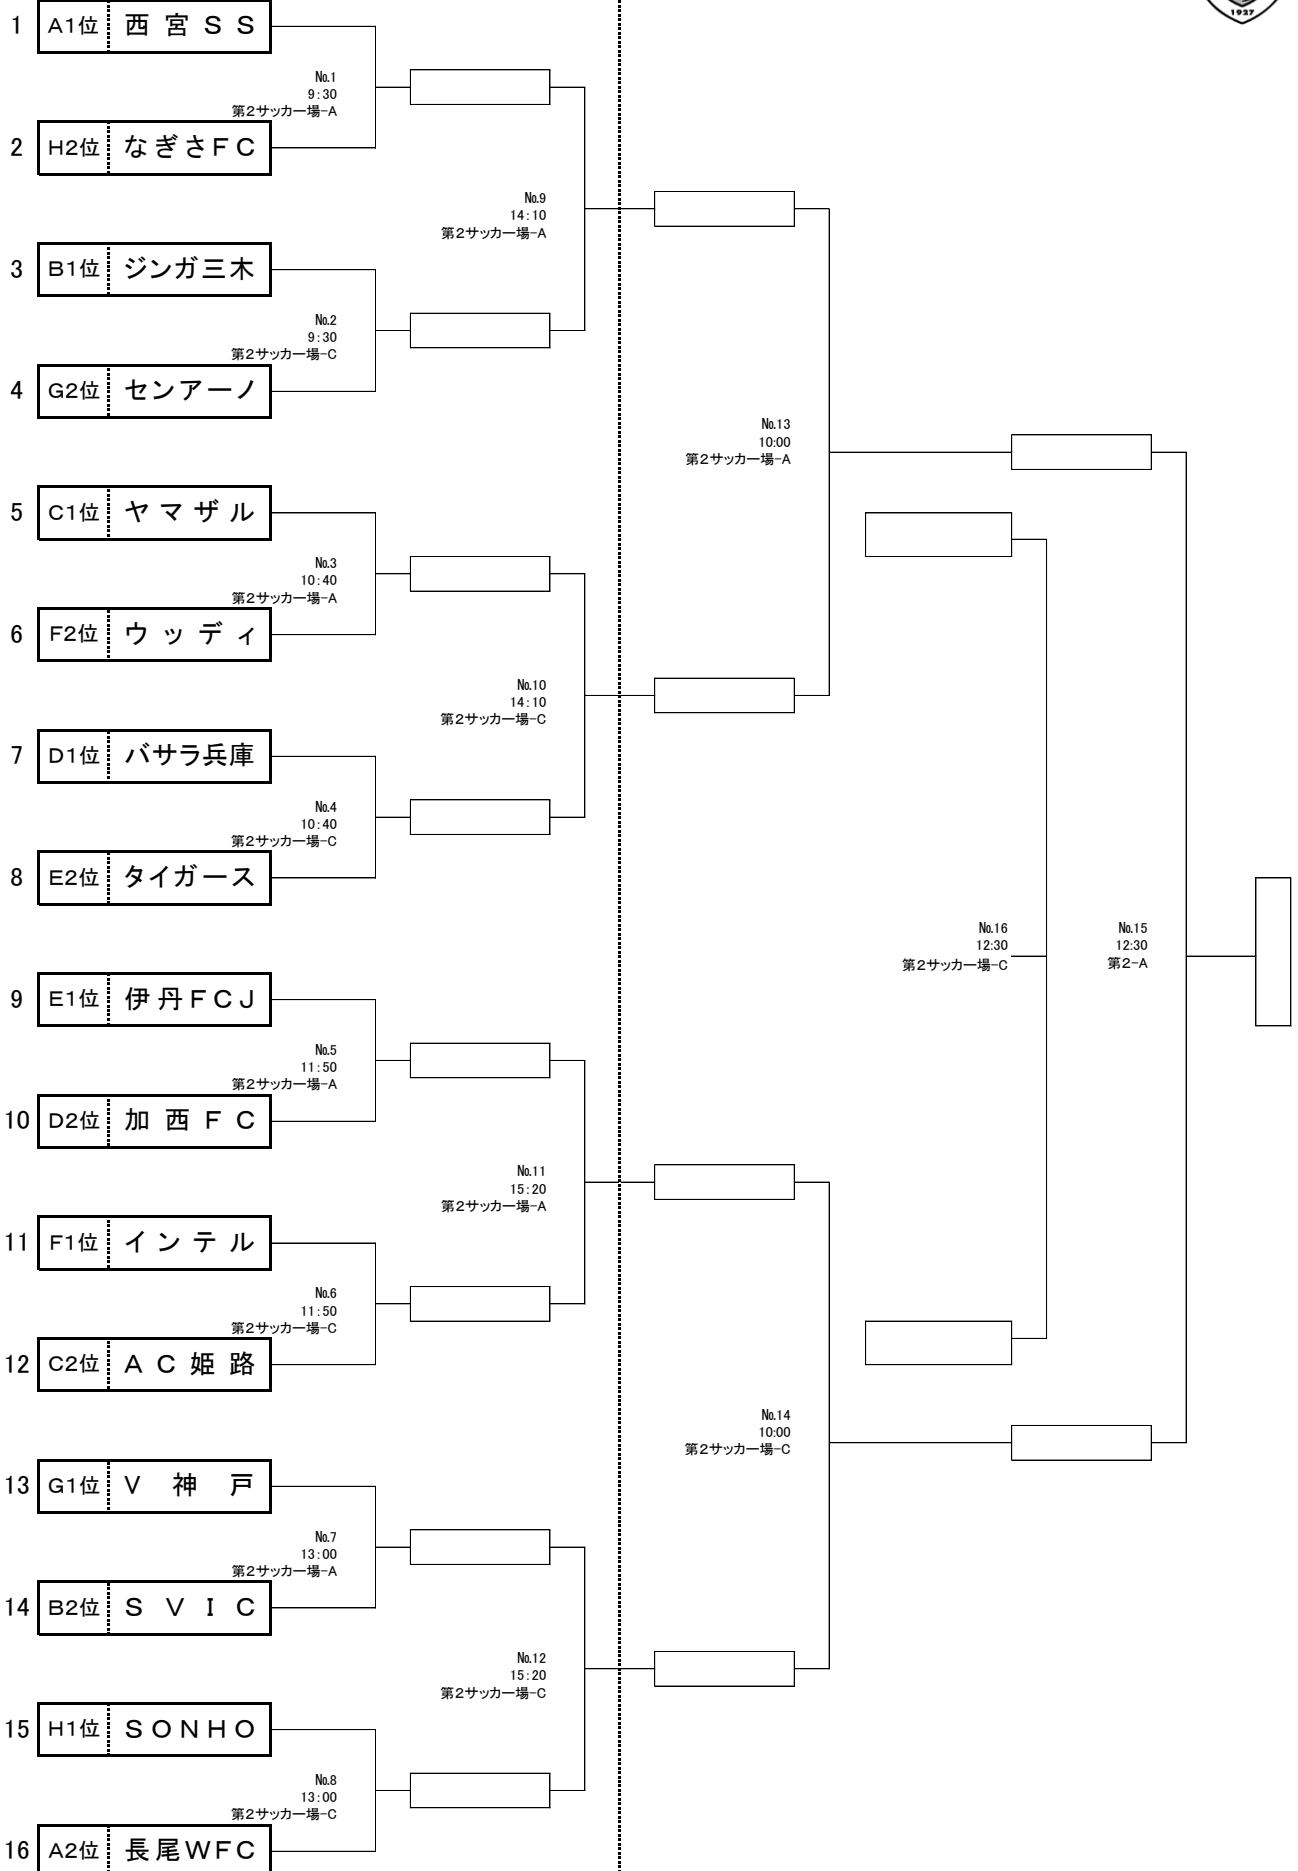 1927
1 A1位 西宮SS
No.1
9:30
第2サッカー場-A
2 H2位 なぎさFC
No.9
14:10
第2サッカー場-A
3 B1位 ジンガ三木
No.2
9:30
第2サッカー場-C
4 G2位 センアーノ
No.13
10:00
第2サッカー場-A
5 C1位 ヤマザル
No.3
10:40
第2サッカー場-A
6 F2位 ウッディ
No.10
14:10
第2サッカー場-C
7 D1位 バサラ兵庫
No.4
10:40
第2サッカー場-C
8 E2位 タイガース
No.16
12:30
第2サッカー場-C
No.15
12:30
第2-A
9 E1位 伊丹FCJ
No.5
11:50
第2サッカー場-A
10 D2位 加西FC
No.11
15:20
第2サッカー場-A
11 F1位 インテル
No.6
11:50
第2サッカー場-C
12 C2位 AC姫路
No.14
10:00
第2サッカー場-C
13 G1位 V神戸
No.7
13:00
第2サッカー場-A
14 B2位 SVIC
No.12
15:20
第2サッカー場-C
15 H1位 SONHO
No.8
13:00
第2サッカー場-C
16 A2位 長尾WFC